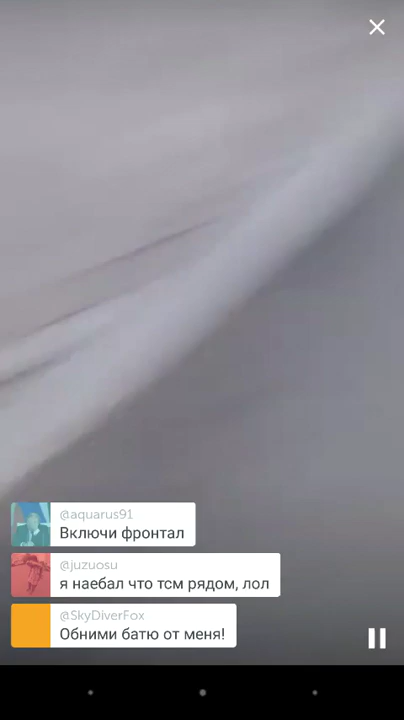 @aquarus91
Включи фронтал
@juzuosu
я наебал что тсм рядом, лол
@SkyDiverFox
Обними батю от меня!